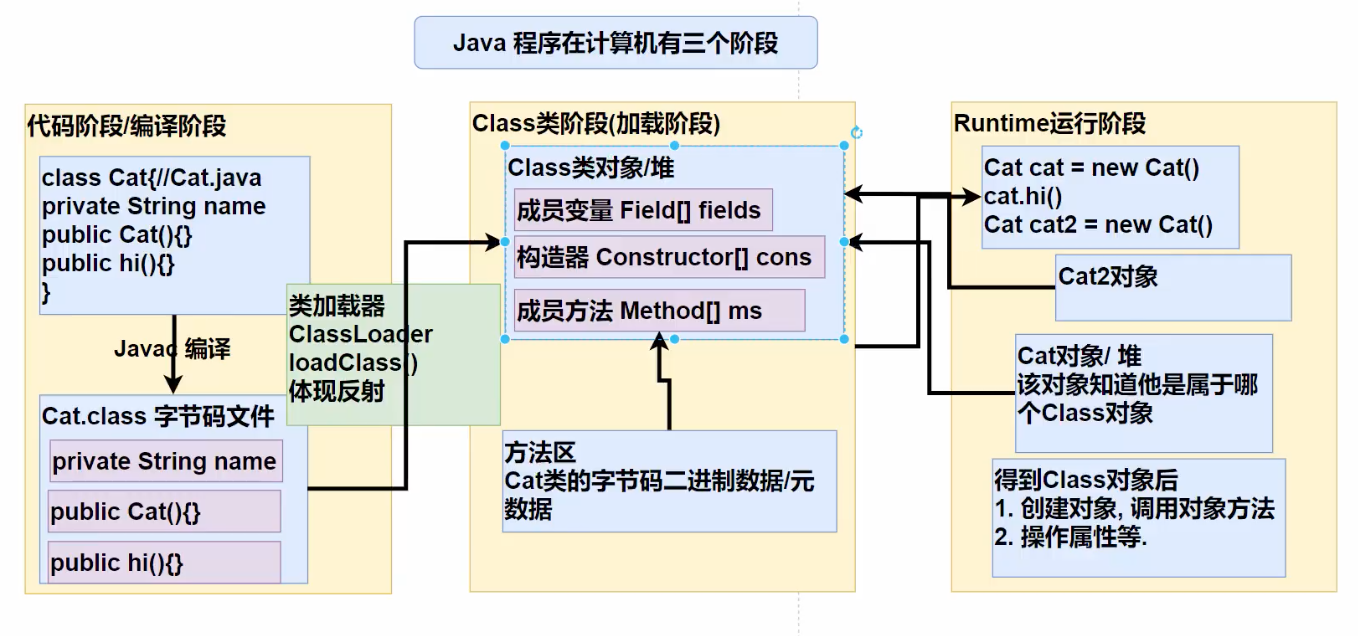 Java 程序在计算机有三个阶段
代码阶段/编译阶段
class Cat{//Cat.java
private String name
public Cat(){}
public hi(){}
}
Javac 编译
Cat.class 字节码文件
private String name
public Cat(){}
public hi(){}
类加载器
ClassLoader
loadClass()
体现反射
Class类阶段(加载阶段)
Class类对象/堆
成员变量 Field[] fields
构造器 Constructor[] cons
成员方法 Method[] ms
方法区
Cat类的字节码二进制数据/元
数据
Runtime运行阶段
Cat cat = new Cat()
cat.hi()
Cat cat2 = new Cat()
Cat2对象
Cat对象/ 堆
该对象知道他是属于哪
个Class对象
得到Class对象后
1. 创建对象, 调用对象方法
2. 操作属性等.